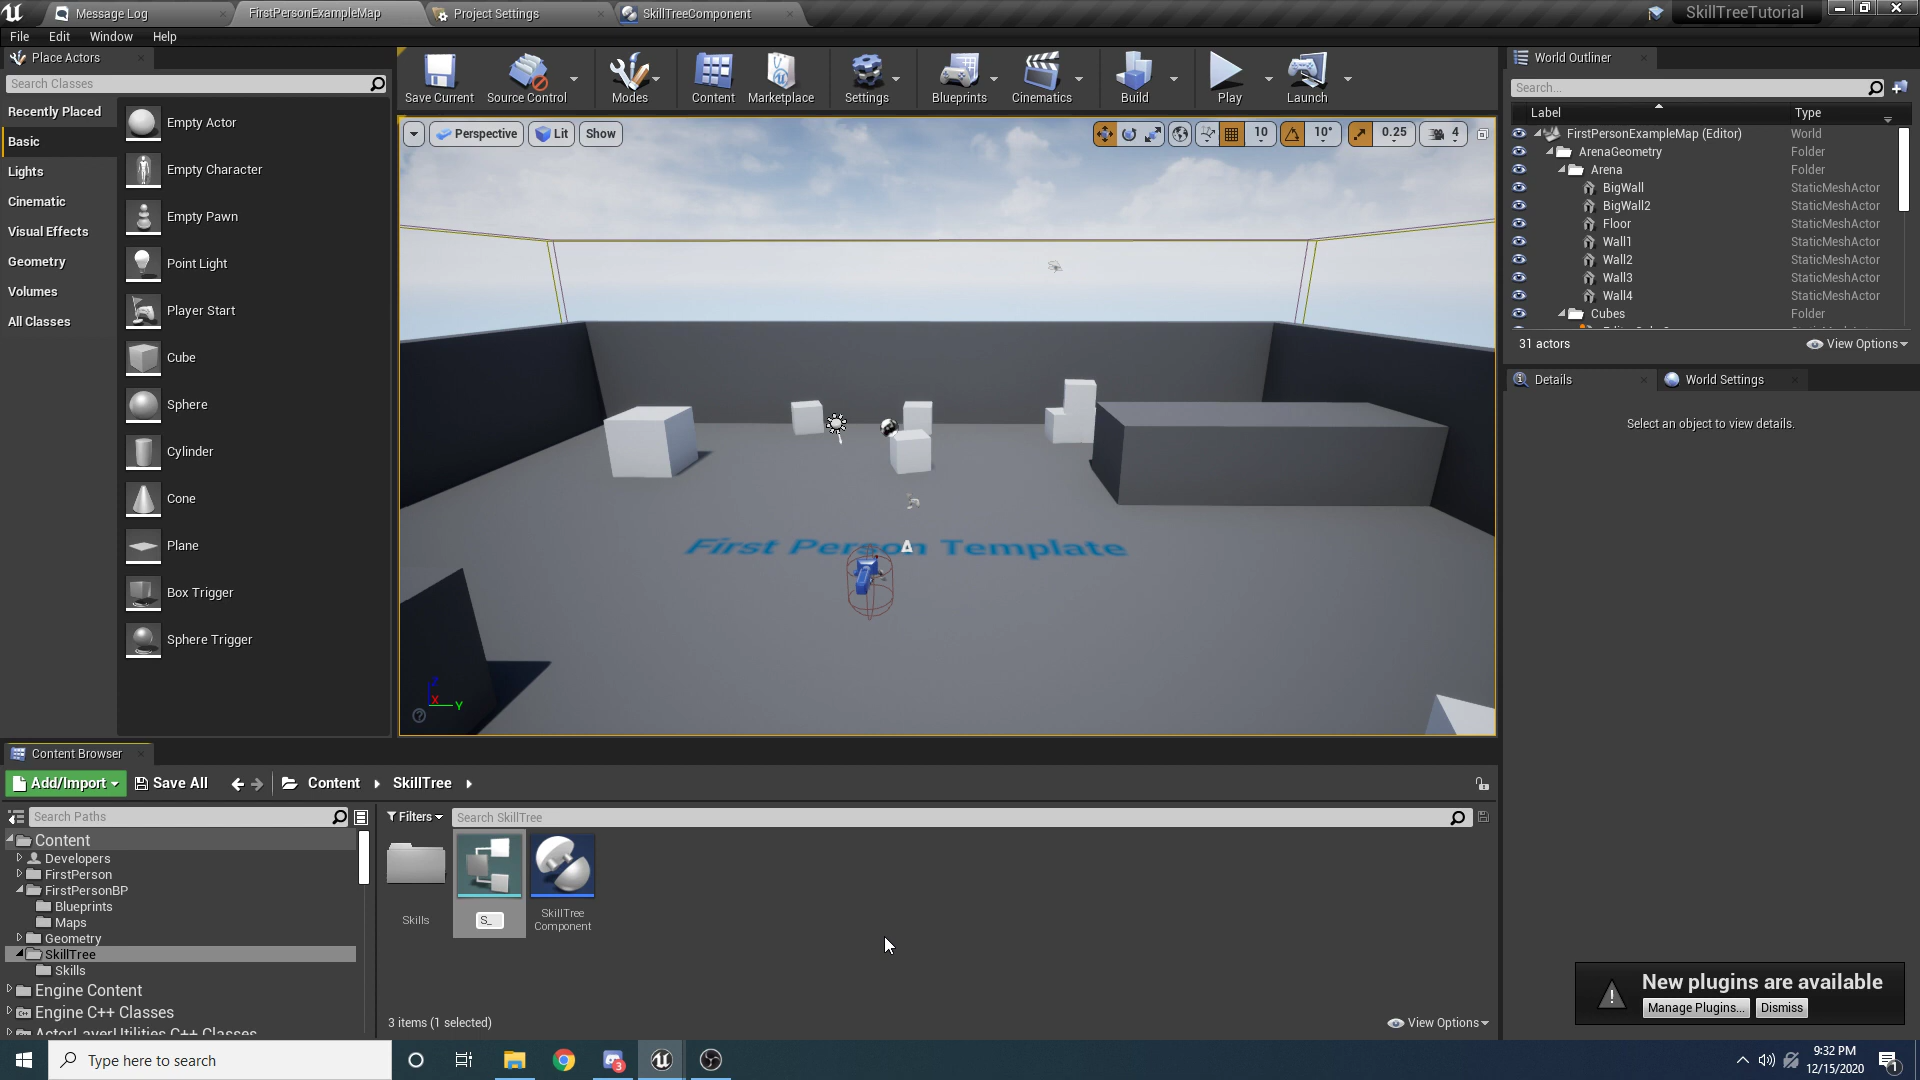 Message Log
FirstPersonExampleMap
Project Settings
SkillTreeComponent
SkillTreeTutorial
File Edit Window Help
Place Actors
Search Classes
Recently Placed
Basic
Lights
Cinematic
Visual Effects
Geometry
Volumes
All Classes
Empty Actor
Empty Character
Empty Pawn
Point Light
Player Start
Cube
Sphere
Cylinder
Cone
Plane
Box Trigger
Sphere Trigger
Save Current Source Control Modes Content Marketplace Settings Blueprints Cinematics Build Play Launch
Perspective Lit Show
10 10° 0.25 4
First Person Template
Z
X
Y
World Outliner
Search...
Label Type
FirstPersonExampleMap (Editor) World
ArenaGeometry Folder
Arena Folder
BigWall StaticMeshActor
BigWall2 StaticMeshActor
Floor StaticMeshActor
Wall1 StaticMeshActor
Wall2 StaticMeshActor
Wall3 StaticMeshActor
Wall4 StaticMeshActor
Cubes Folder
31 actors
View Options
Details
World Settings
Select an object to view details.
Content Browser
Add/Import Save All Content SkillTree
Search Paths
Content
Developers
FirstPerson
FirstPersonBP
Blueprints
Maps
Geometry
SkillTree
Skills
Engine Content
Engine C++ Classes
ActorLayerUtilities C++ Classes
Filters
Search SkillTree
Skills
S_
SkillTree
Component
3 items (1 selected)
View Options
New plugins are available
Manage Plugins... Dismiss
Type here to search
3
9:32 PM
12/15/2020
1